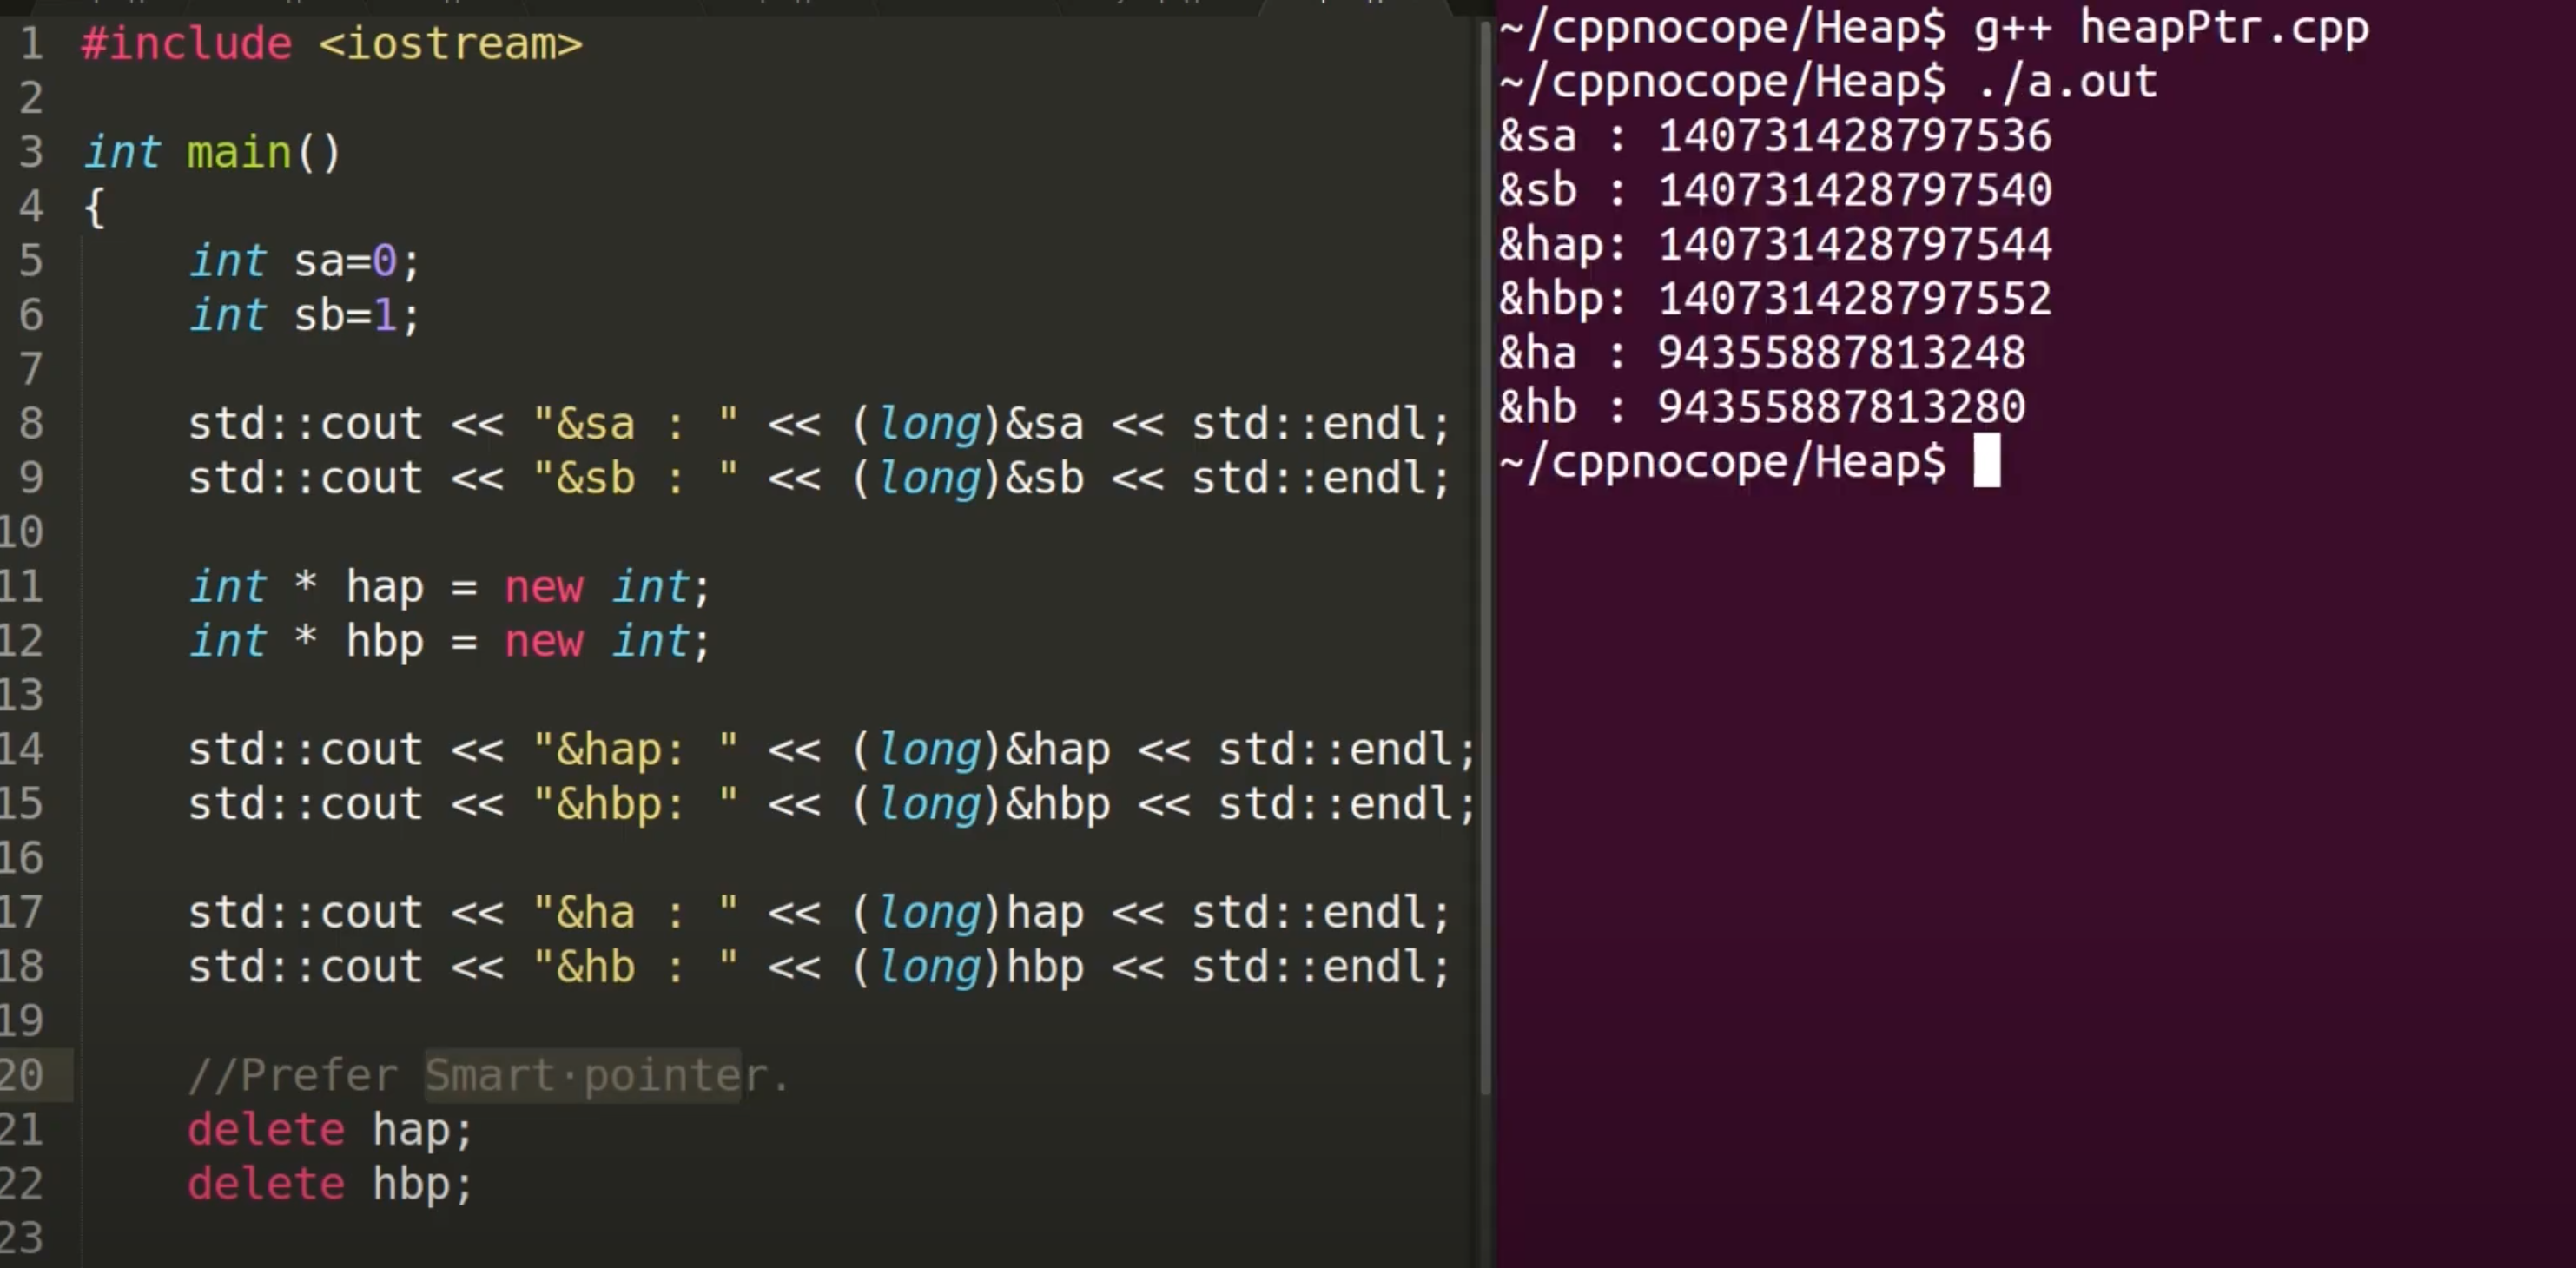 1 #include <iostream>
2
3 int main()
4 {
5 int sa=0;
6 int sb=1;
7
8 std::cout << "&sa : " << (long)&sa << std::endl;
9 std::cout << "&sb : " << (long)&sb << std::endl;
10
11 int * hap = new int;
12 int * hbp = new int;
13
14 std::cout << "&hap: " << (long)&hap << std::endl;
15 std::cout << "&hbp: " << (long)&hbp << std::endl;
16
17 std::cout << "&ha : " << (long)hap << std::endl;
18 std::cout << "&hb : " << (long)hbp << std::endl;
19
20 //Prefer Smart·pointer.
21 delete hap;
22 delete hbp;
23
~/cppnocope/Heap$ g++ heapPtr.cpp
~/cppnocope/Heap$ ./a.out
&sa : 140731428797536
&sb : 140731428797540
&hap: 140731428797544
&hbp: 140731428797552
&ha : 94355887813248
&hb : 94355887813280
~/cppnocope/Heap$